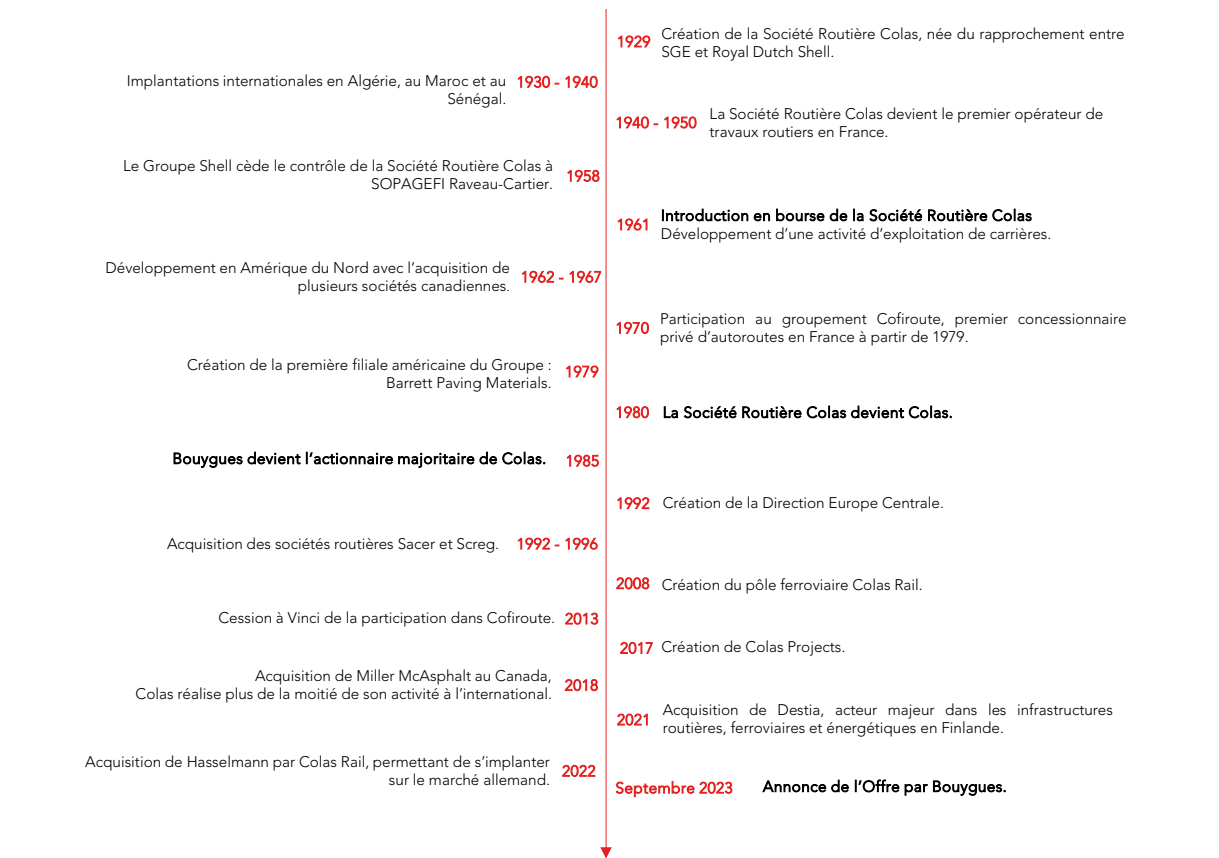 1929 Création de la Société Routière Colas, née du rapprochement entre
SGE et Royal Dutch Shell.
Implantations internationales en Algérie, au Maroc et au 1930 - 1940
Sénégal.
1940 - 1950 La Société Routière Colas devient le premier opérateur de
travaux routiers en France.
Le Groupe Shell cède le contrôle de la Société Routière Colas à
SOPAGEFI Raveau-Cartier. 1958
1961 Introduction en bourse de la Société Routière Colas
Développement d’une activité d’exploitation de carrières.
Développement en Amérique du Nord avec l’acquisition de
plusieurs sociétés canadiennes. 1962 - 1967
1970 Participation au groupement Cofiroute, premier concessionnaire
privé d’autoroutes en France à partir de 1979.
Création de la première filiale américaine du Groupe :
Barrett Paving Materials. 1979
1980 La Société Routière Colas devient Colas.
Bouygues devient l’actionnaire majoritaire de Colas. 1985
1992 Création de la Direction Europe Centrale.
Acquisition des sociétés routières Sacer et Screg. 1992 - 1996
2008 Création du pôle ferroviaire Colas Rail.
Cession à Vinci de la participation dans Cofiroute. 2013
2017 Création de Colas Projects.
Acquisition de Miller McAsphalt au Canada,
Colas réalise plus de la moitié de son activité à l’international. 2018
2021 Acquisition de Destia, acteur majeur dans les infrastructures
routières, ferroviaires et énergétiques en Finlande.
Acquisition de Hasselmann par Colas Rail, permettant de s’implanter
sur le marché allemand. 2022
Septembre 2023 Annonce de l’Offre par Bouygues.